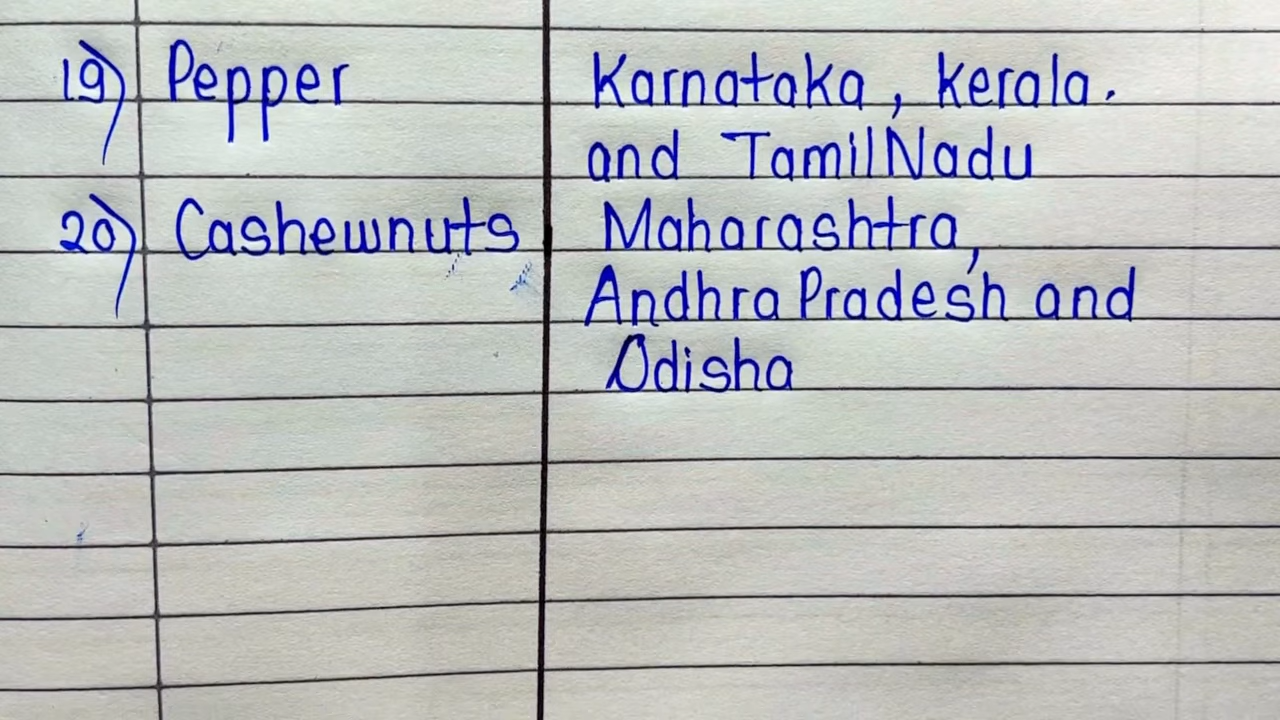 19) Pepper Karnataka, Kerala.
and TamilNadu
20) Cashewnuts Maharashtra,
Andhra Pradesh and
Odisha